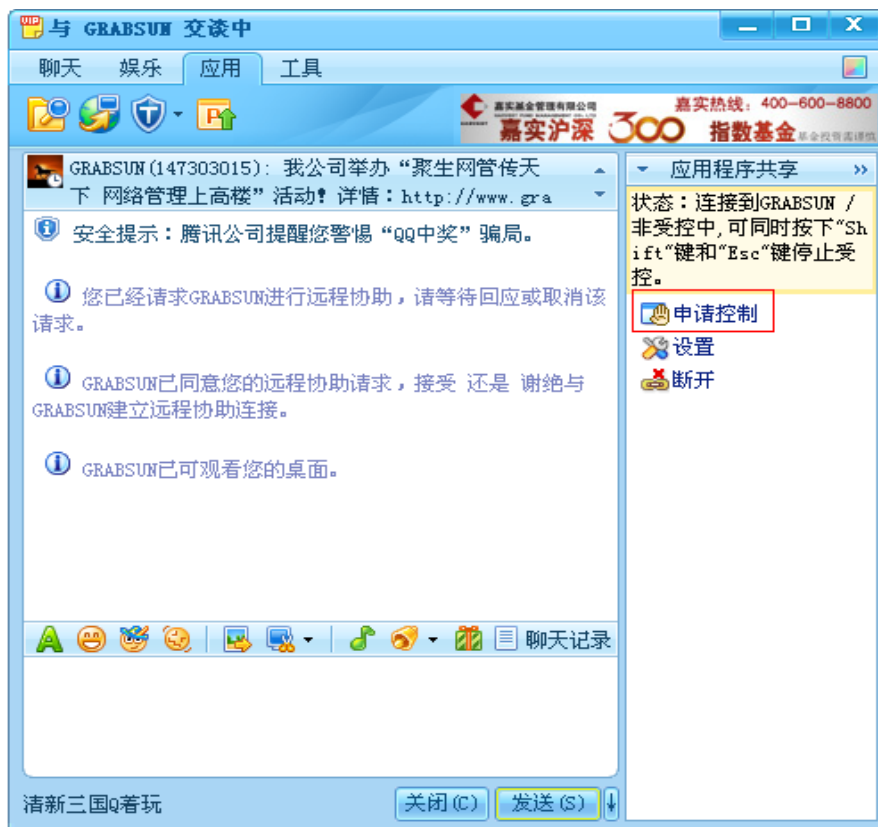 与 GRABSUN 交谈中
聊天 娱乐 应用 工具
嘉实基金管理有限公司
嘉实沪深 300
嘉实热线：400-600-8800
指数基金
GRABSUN(147303015): 我公司举办“聚生网管传天
下 网络管理上高楼”活动! 详情：http://www.gra
安全提示：腾讯公司提醒您警惕“QQ中奖”骗局。
您已经请求GRABSUN进行远程协助，请等待回应或取消该
请求。
GRABSUN已同意您的远程协助请求，接受 还是 谢绝与
GRABSUN建立远程协助连接。
GRABSUN已可观看您的桌面。
聊天记录
清新三国Q着玩
关闭(C) 发送(S)
应用程序共享
状态：连接到GRABSUN /
非受控中,可同时按下"Sh
ift"键和"Esc"键停止受
控。
申请控制
设置
断开